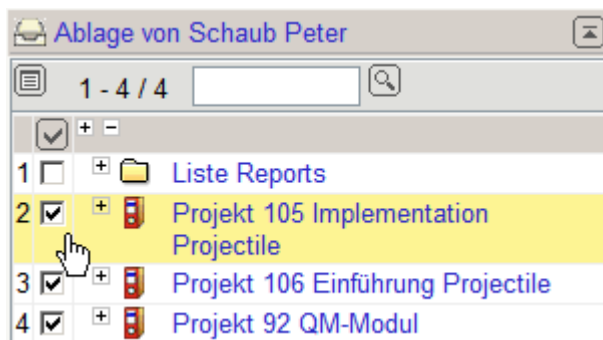 Ablage von Schaub Peter
1 - 4 / 4
1 Liste Reports
2 Projekt 105 Implementation
Projectile
3 Projekt 106 Einführung Projectile
4 Projekt 92 QM-Modul